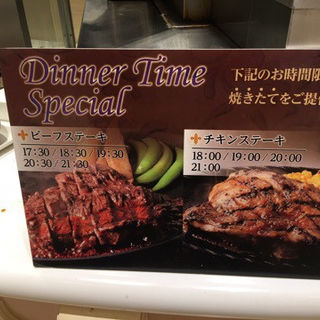 Dinner Time
Special
下記のお時間限
焼きたてをご提供
ビーフステーキ
17:30 / 18:30 / 19:30
20:30 / 21:30
チキンステーキ
18:00 / 19:00 / 20:00
21:00